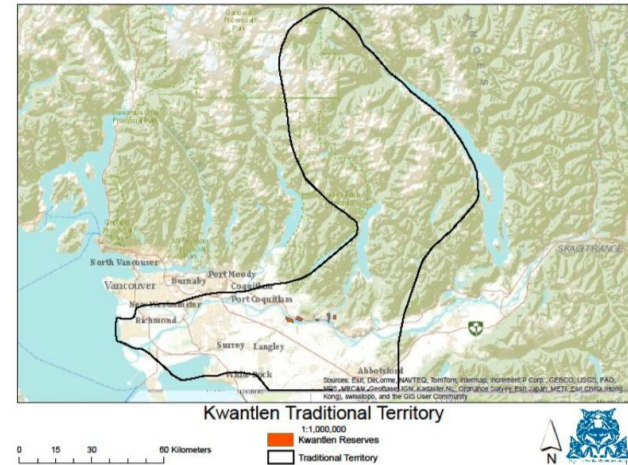 RANGES
North Vancouver
Vancouver
Burnaby
Port Moody
Coquitlam
Port Coquitlam
New Westminster
Richmond
Surrey
Langley
White Rock
Abbotsford
SKAGIT RANGE
Sources: Esri, DeLorme, NAVTEQ, TomTom, Intermap, increment P Corp., GEBCO, USGS, FAO,
NPS, NRCAN, GeoBase, IGN, Kadaster NL, Ordnance Survey, Esri Japan, METI, Esri China (Hong
Kong), swisstopo, and the GIS User Community
Kwantlen Traditional Territory
1:1,000,000
Kwantlen Reserves
Traditional Territory
0 15 30 60 Kilometers
N